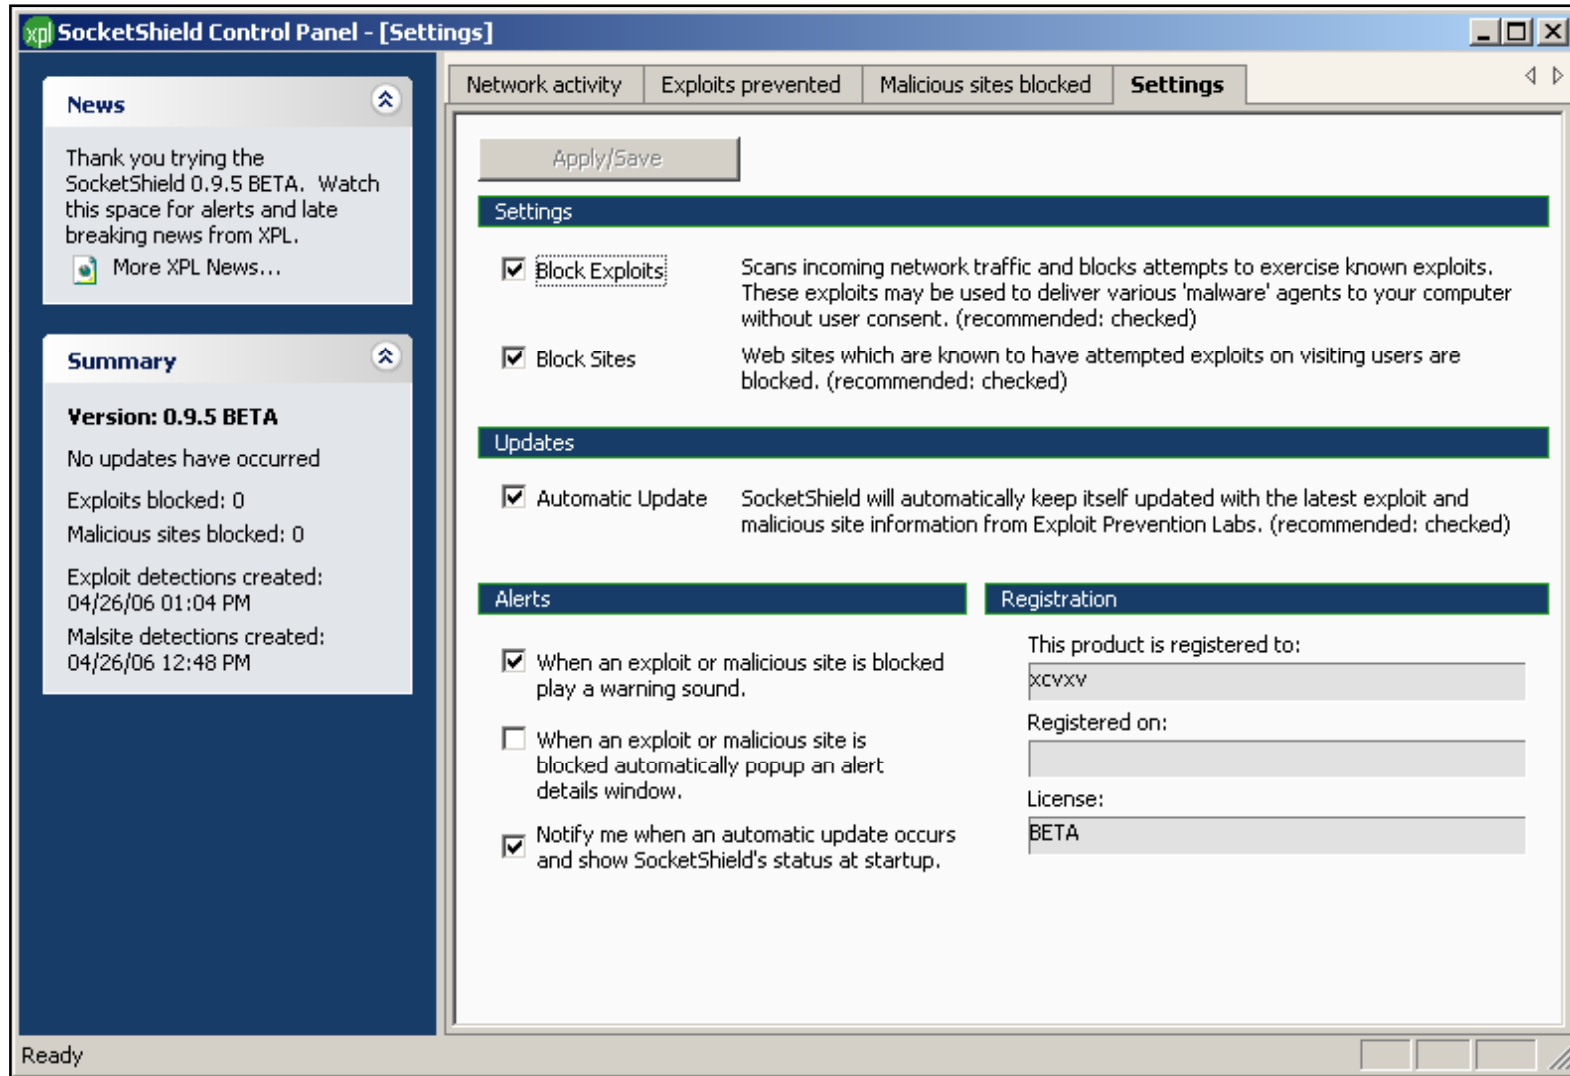 xpl SocketShield Control Panel - [Settings]
News
Thank you trying the
SocketShield 0.9.5 BETA.  Watch
this space for alerts and late
breaking news from XPL.
More XPL News...
Summary
Version: 0.9.5 BETA
No updates have occurred
Exploits blocked: 0
Malicious sites blocked: 0
Exploit detections created:
04/26/06 01:04 PM
Malsite detections created:
04/26/06 12:48 PM
Network activity
Exploits prevented
Malicious sites blocked
Settings
Apply/Save
Settings
Block Exploits
Scans incoming network traffic and blocks attempts to exercise known exploits.
These exploits may be used to deliver various 'malware' agents to your computer
without user consent. (recommended: checked)
Block Sites
Web sites which are known to have attempted exploits on visiting users are
blocked. (recommended: checked)
Updates
Automatic Update
SocketShield will automatically keep itself updated with the latest exploit and
malicious site information from Exploit Prevention Labs. (recommended: checked)
Alerts
When an exploit or malicious site is blocked
play a warning sound.
When an exploit or malicious site is
blocked automatically popup an alert
details window.
Notify me when an automatic update occurs
and show SocketShield's status at startup.
Registration
This product is registered to:
xcvxv
Registered on:
License:
BETA
Ready